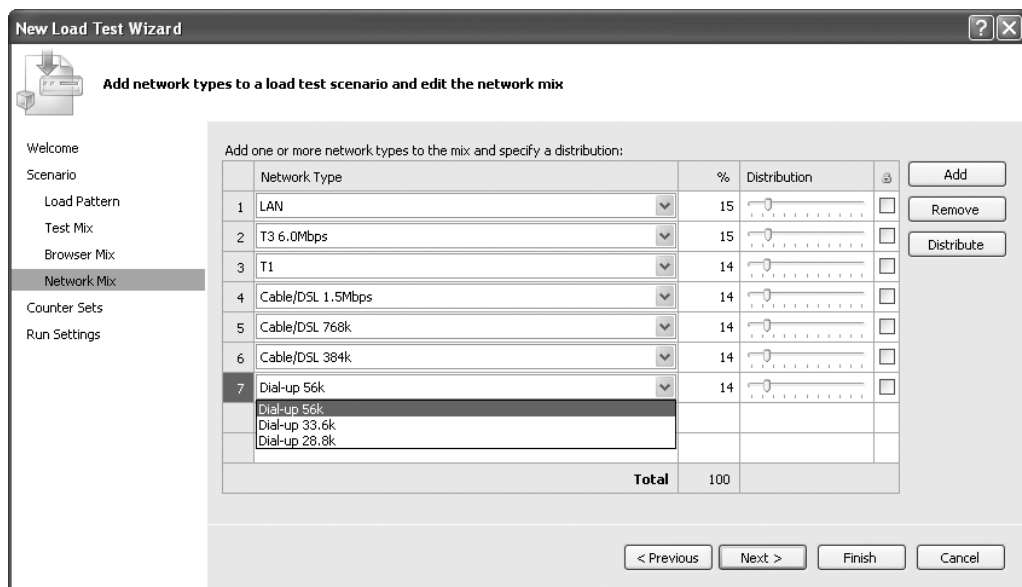 New Load Test Wizard
Add network types to a load test scenario and edit the network mix
Welcome
Scenario
Load Pattern
Test Mix
Browser Mix
Network Mix
Counter Sets
Run Settings
Add one or more network types to the mix and specify a distribution:
Network Type % Distribution
1 LAN 15
2 T3 6.0Mbps 15
3 T1 14
4 Cable/DSL 1.5Mbps 14
5 Cable/DSL 768k 14
6 Cable/DSL 384k 14
7 Dial-up 56k 14
Dial-up 56k
Dial-up 33.6k
Dial-up 28.8k
Total 100
Add
Remove
Distribute
< Previous Next > Finish Cancel